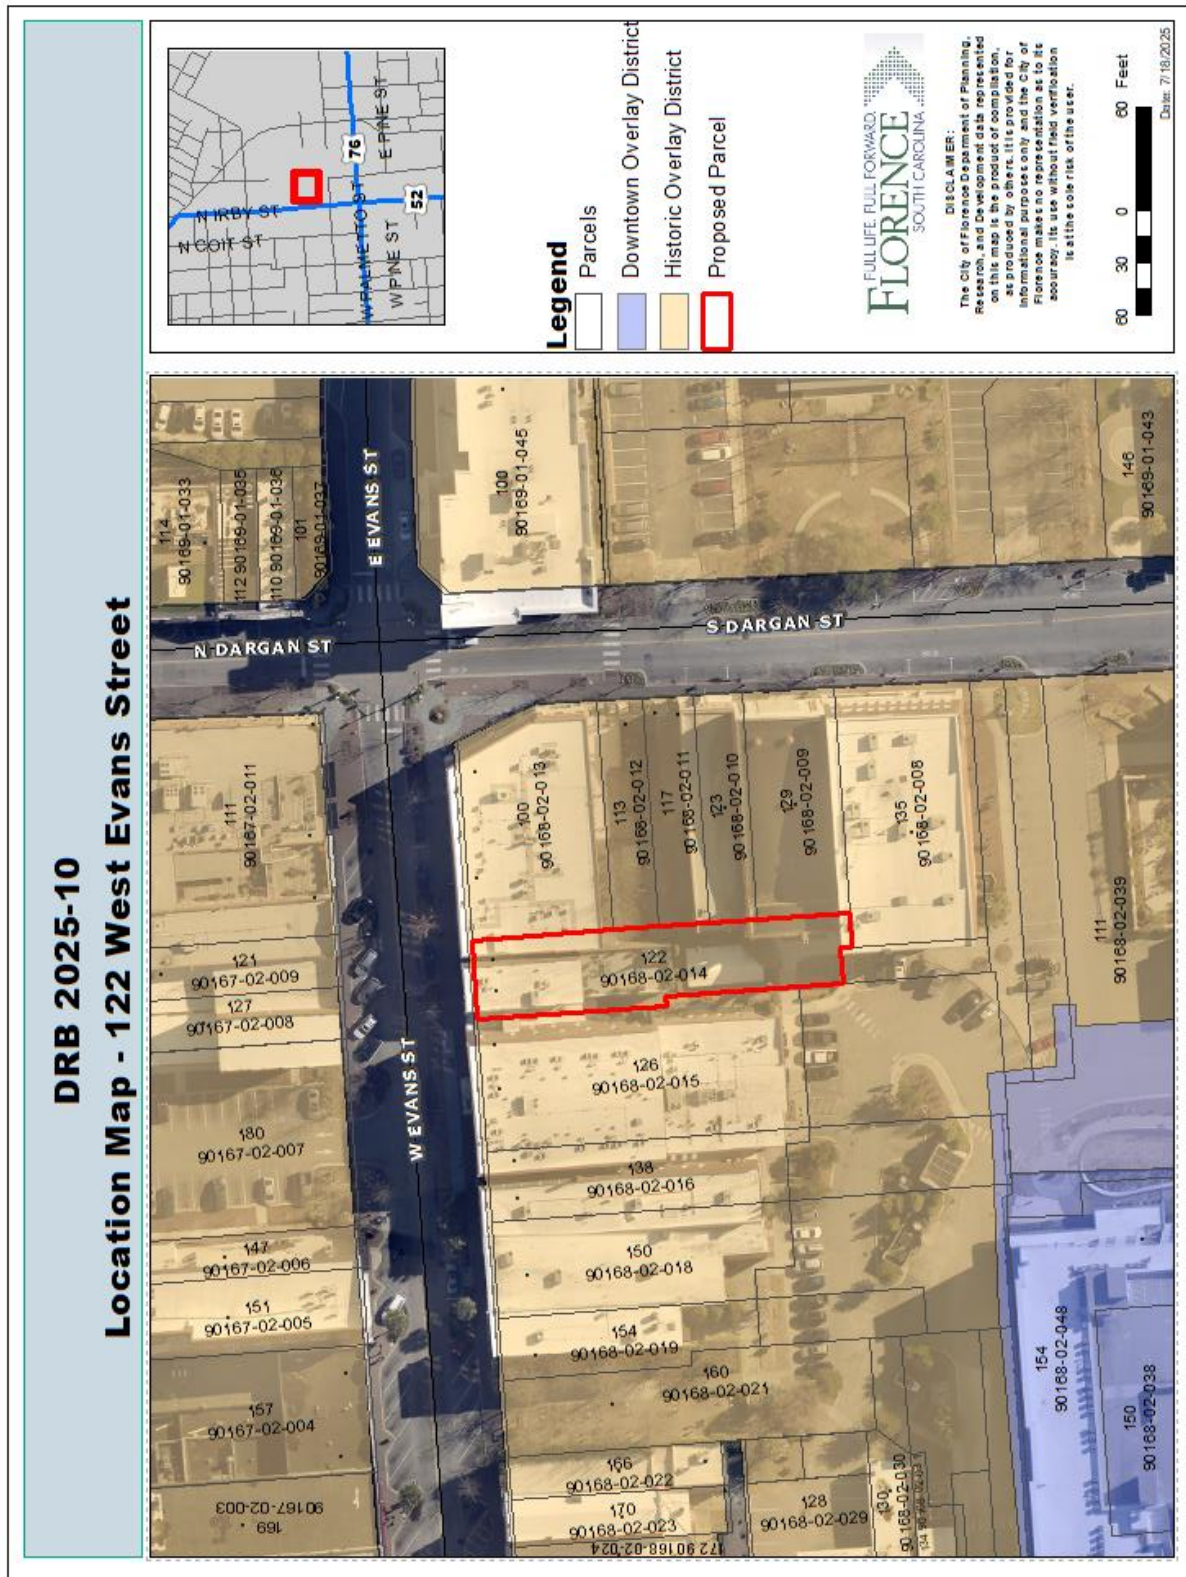 DRB 2025-10
Location Map - 122 West Evans Street
114
90169-01-033
112 90169-01-035
110 90169-01-036
101
90169-01-037
E EVANS ST
100
90169-01-045
146
90169-01-043
N DARGAN ST
S DARGAN ST
111
90167-02-011
121
90167-02-009
127
90167-02-008
180
90167-02-007
147
90167-02-006
151
90167-02-005
157
90167-02-004
169
90167-02-003
W EVANS ST
100
90168-02-013
113
90168-02-012
117
90168-02-011
123
90168-02-010
129
90168-02-009
135
90168-02-008
111
90168-02-039
122
90168-02-014
126
90168-02-015
138
90168-02-016
150
90168-02-018
154
90168-02-019
160
90168-02-021
166
90168-02-022
170
90168-02-023
172 90168-02-024
128
90168-02-029
130
90168-02-030
154
90168-02-048
150
90168-02-038
N IRBY ST
N COIT ST
W PALMETTO ST
W PINE ST
E PINE ST
76
52
Legend
Parcels
Downtown Overlay District
Historic Overlay District
Proposed Parcel
FULL LIFE. FULL FORWARD.
FLORENCE
SOUTH CAROLINA
DISCLAIMER:
The City of Florence Department of Planning,
Research, and Development data represented
on this map is the product of compilation,
as produced by others. It is provided for
informational purposes only and the City of
Florence makes no representation as to its
accuracy. Its use without field verification
is at the sole risk of the user.
60 30 0 60 Feet
Date: 7/18/2025